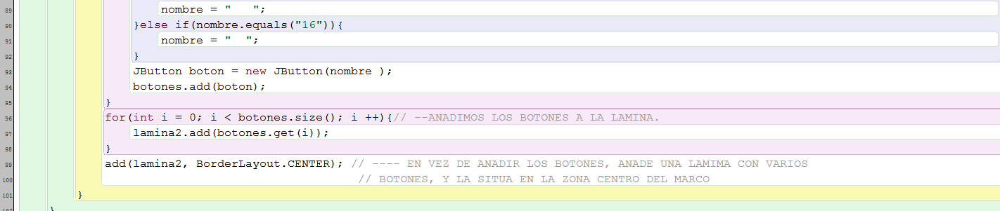 89 nombre = "   ";
90 }else if(nombre.equals("16")){
91 nombre = "  ";
92 }
93 JButton boton = new JButton(nombre );
94 botones.add(boton);
95 }
96 for(int i = 0; i < botones.size(); i ++){// --ANADIMOS LOS BOTONES A LA LAMINA.
97 lamina2.add(botones.get(i));
98 }
99 add(lamina2, BorderLayout.CENTER); // ---- EN VEZ DE ANADIR LOS BOTONES, ANADE UNA LAMIMA CON VARIOS
100 // BOTONES, Y LA SITUA EN LA ZONA CENTRO DEL MARCO
101 }
}